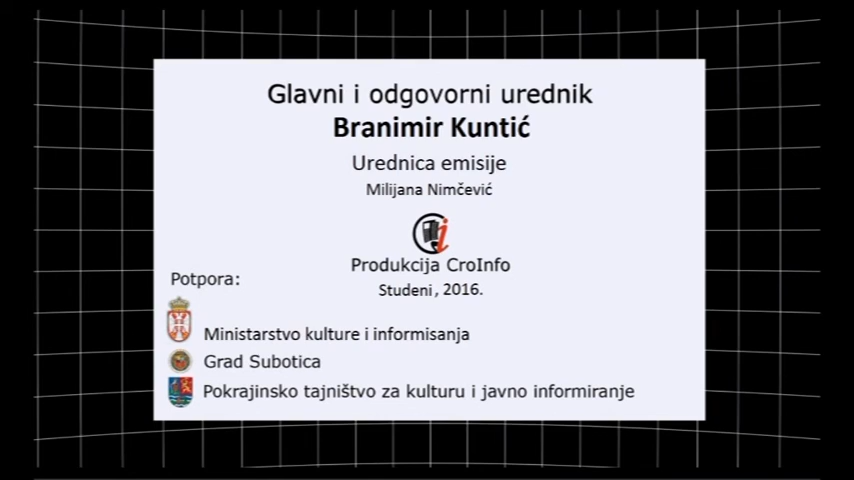 Glavni i odgovorni urednik
Branimir Kuntić
Urednica emisije
Milijana Nimčević
Produkcija CroInfo
Studeni, 2016.
Potpora:
Ministarstvo kulture i informisanja
Grad Subotica
Pokrajinsko tajništvo za kulturu i javno informiranje